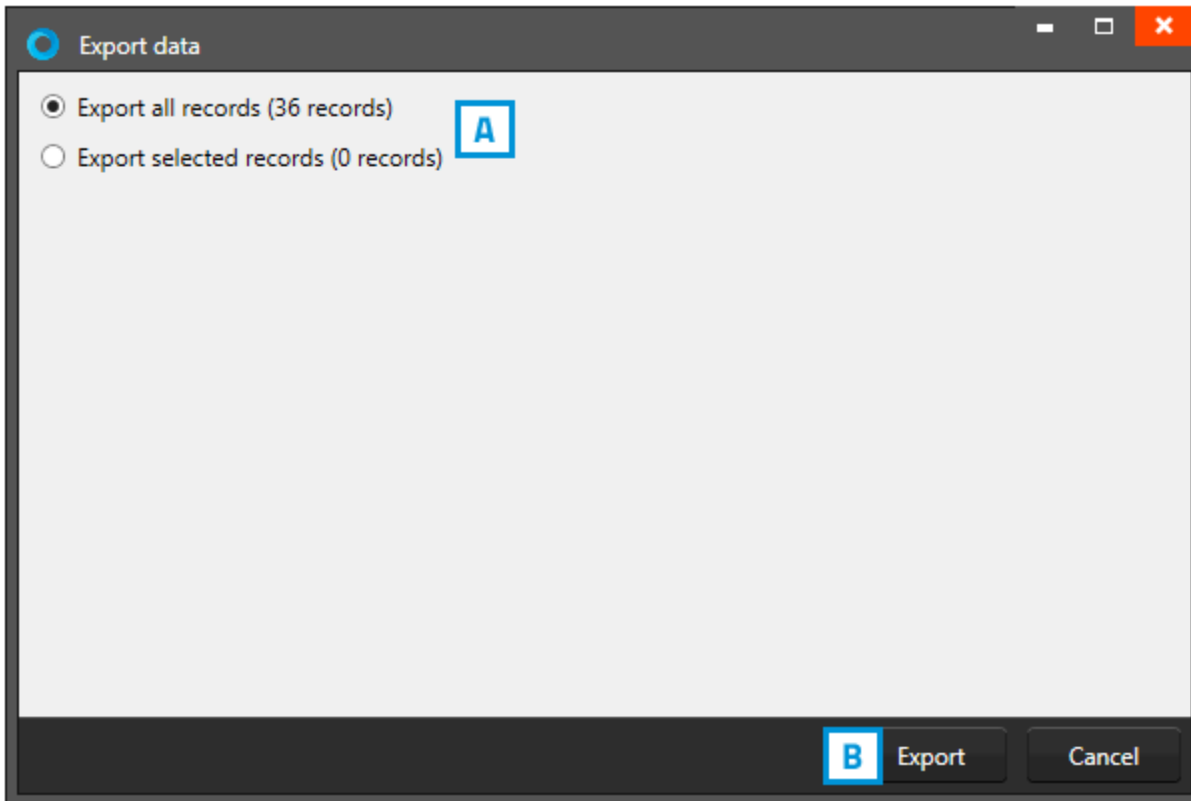 Export data
Export all records (36 records)
A
Export selected records (0 records)
B
Export
Cancel